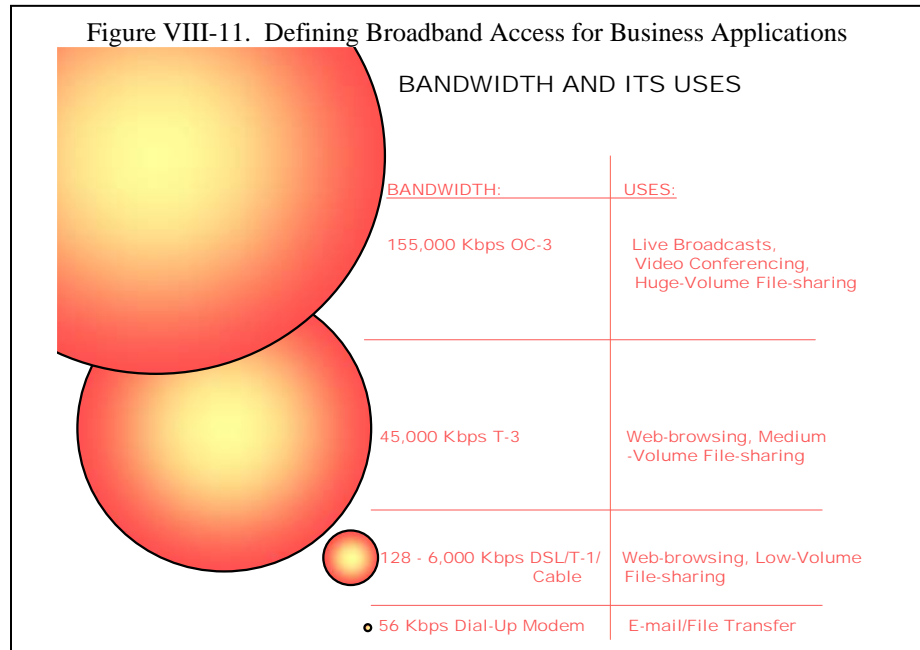 Figure VIII-11. Defining Broadband Access for Business Applications
BANDWIDTH AND ITS USES
BANDWIDTH:
USES:
155,000 Kbps OC-3
Live Broadcasts,
Video Conferencing,
Huge-Volume File-sharing
45,000 Kbps T-3
Web-browsing, Medium
-Volume File-sharing
128 - 6,000 Kbps DSL/T-1/
Cable
Web-browsing, Low-Volume
File-sharing
56 Kbps Dial-Up Modem
E-mail/File Transfer